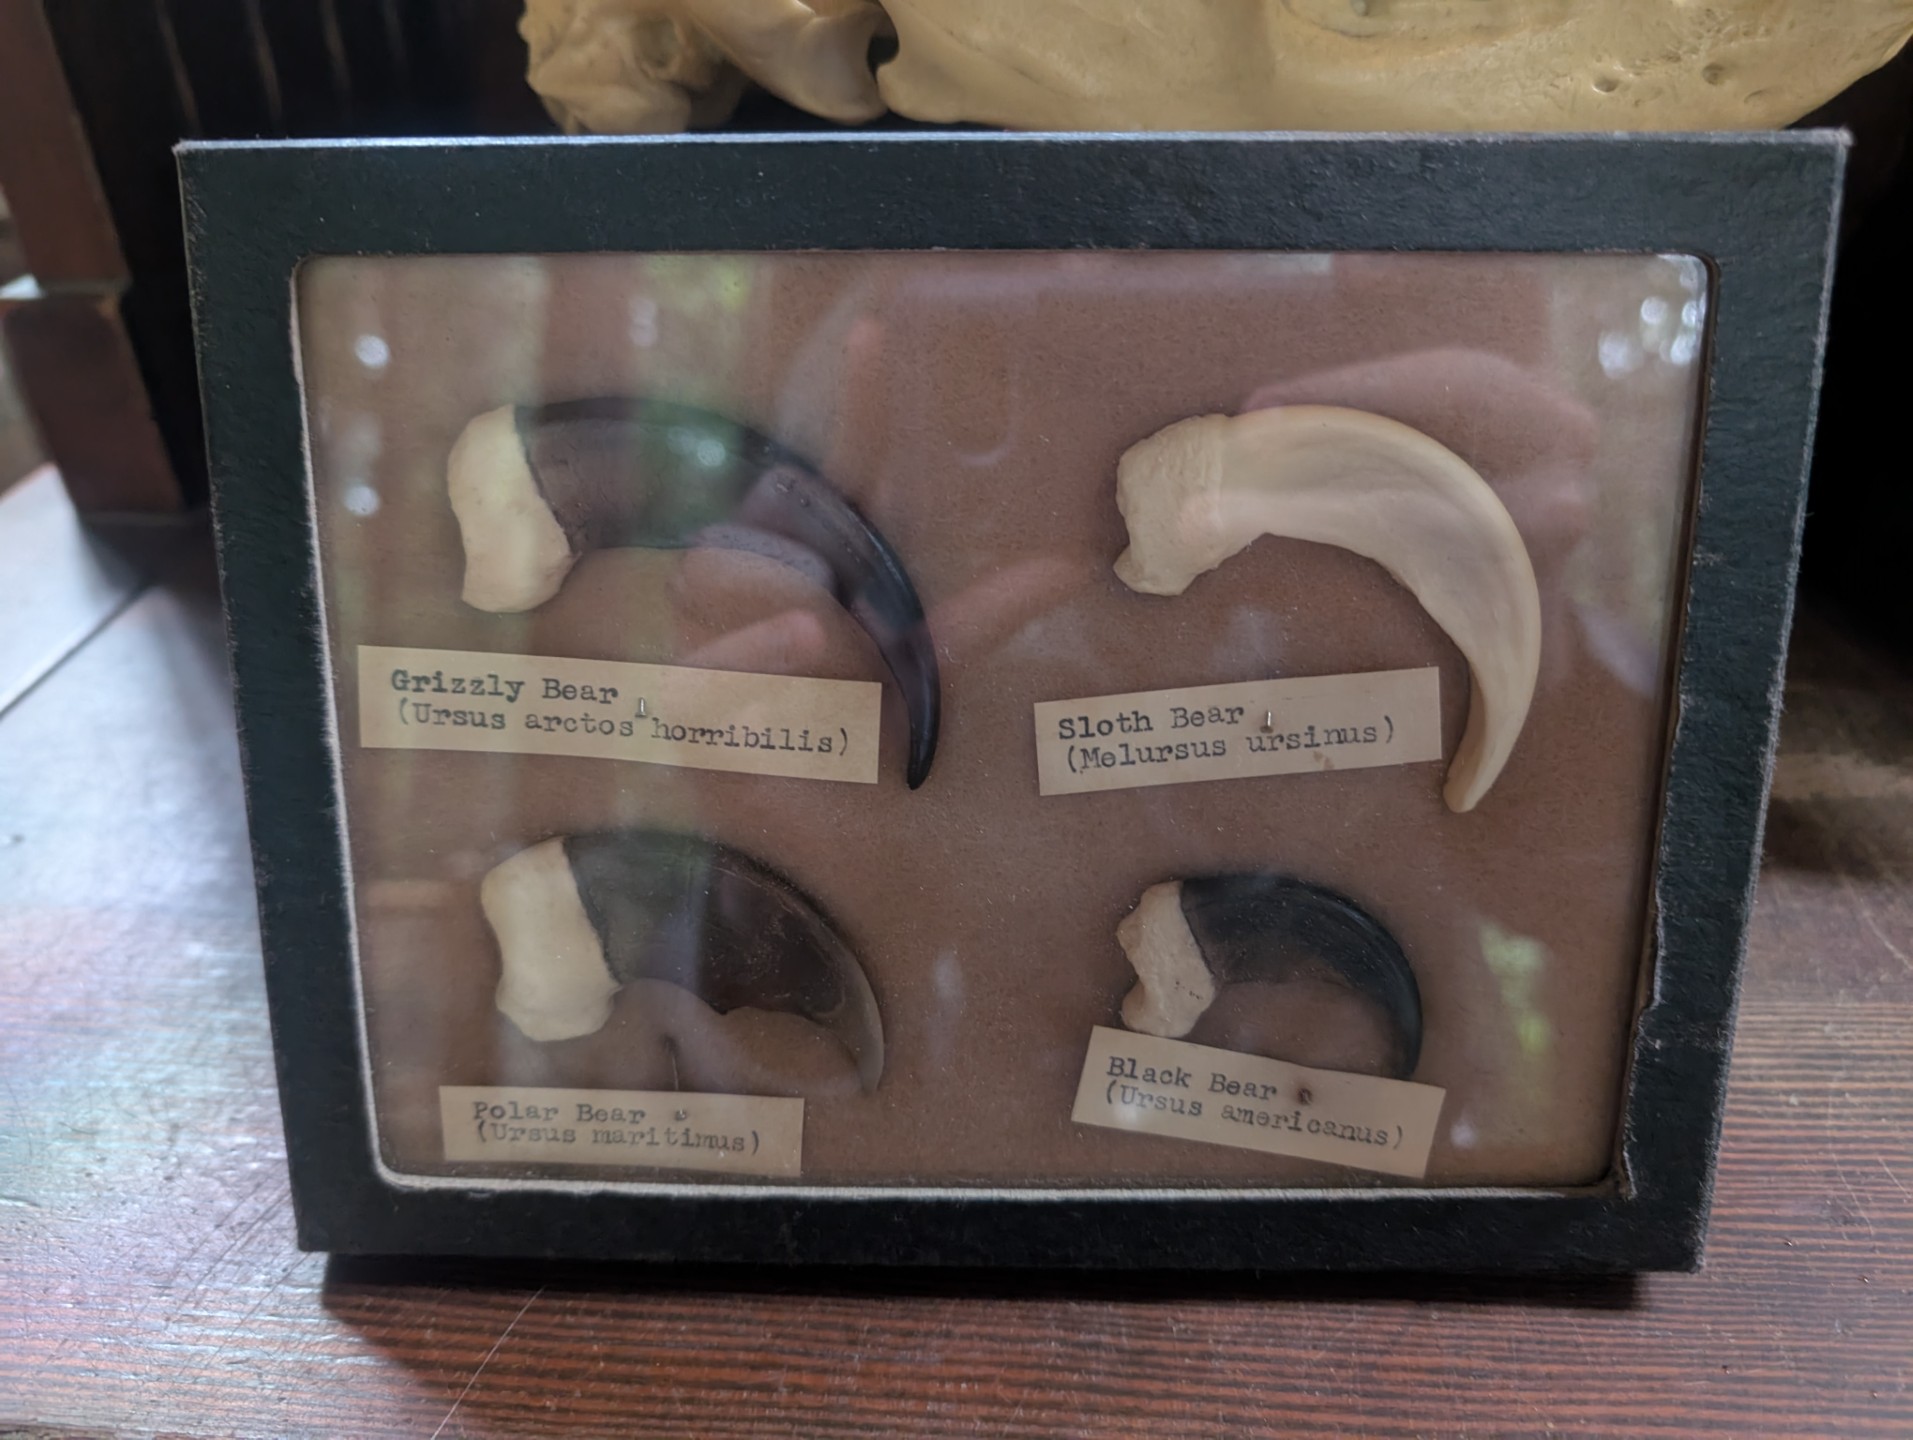 Grizzly Bear
(Ursus arctos horribilis)
Sloth Bear
(Melursus ursinus)
Polar Bear
(Ursus maritimus)
Black Bear
(Ursus americanus)